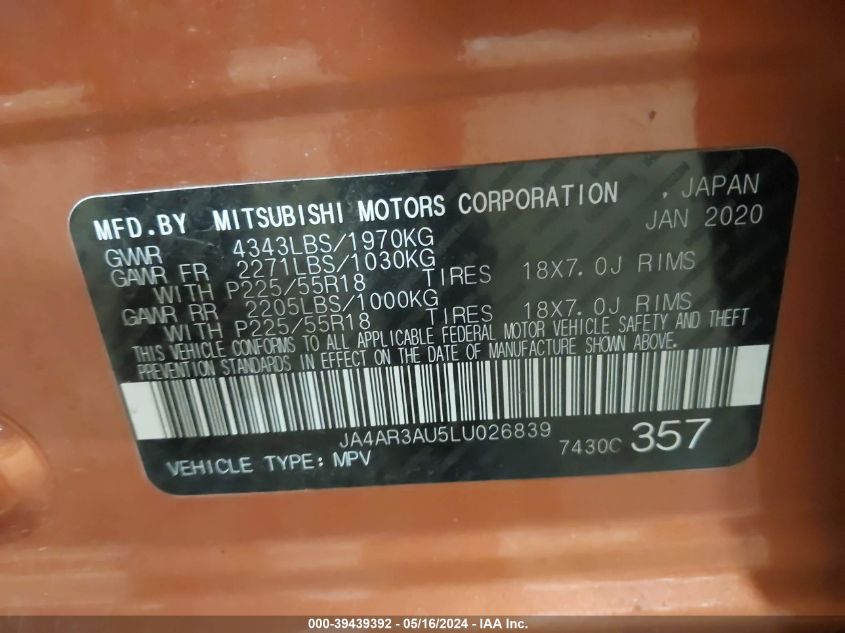 MFD.BY MITSUBISHI MOTORS CORPORATION , JAPAN
JAN 2020
GVWR 4343LBS/1970KG
GAWR FR 2271LBS/1030KG
WITH P225/55R18 TIRES 18X7.0J RIMS
GAWR RR 2205LBS/1000KG
WITH P225/55R18 TIRES 18X7.0J RIMS
THIS VEHICLE CONFORMS TO ALL APPLICABLE FEDERAL MOTOR VEHICLE SAFETY AND THEFT
PREVENTION STANDARDS IN EFFECT ON THE DATE OF MANUFACTURE SHOWN ABOVE.
JA4AR3AU5LU026839
7430C 357
VEHICLE TYPE: MPV
000-39439392 - 05/16/2024 - IAA Inc.